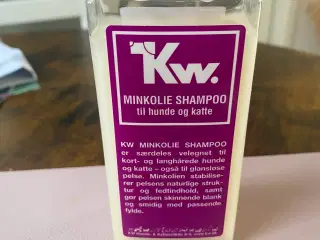 Kw.
MINKOLIE SHAMPOO
til hunde og katte
KW MINKOLIE SHAMPOO
er særdeles velegnet til
kort- og langhårede hunde
og katte - også til glansløse
pelse. Minkolien stabilise-
rer pelsens naturlige struk-
tur og fedtindhold, samt
gør pelsen skinnende blank
og smidig med passende
fylde.